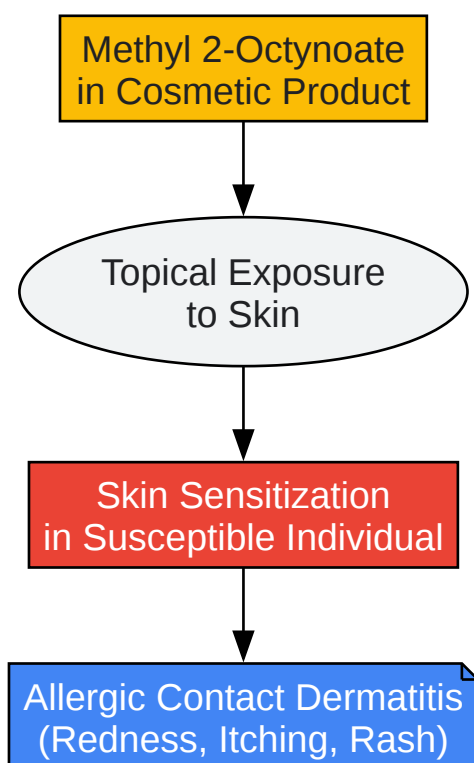 Methyl 2-Octynoate
in Cosmetic Product
Topical Exposure
to Skin
Skin Sensitization
in Susceptible Individual
Allergic Contact Dermatitis
(Redness, Itching, Rash)